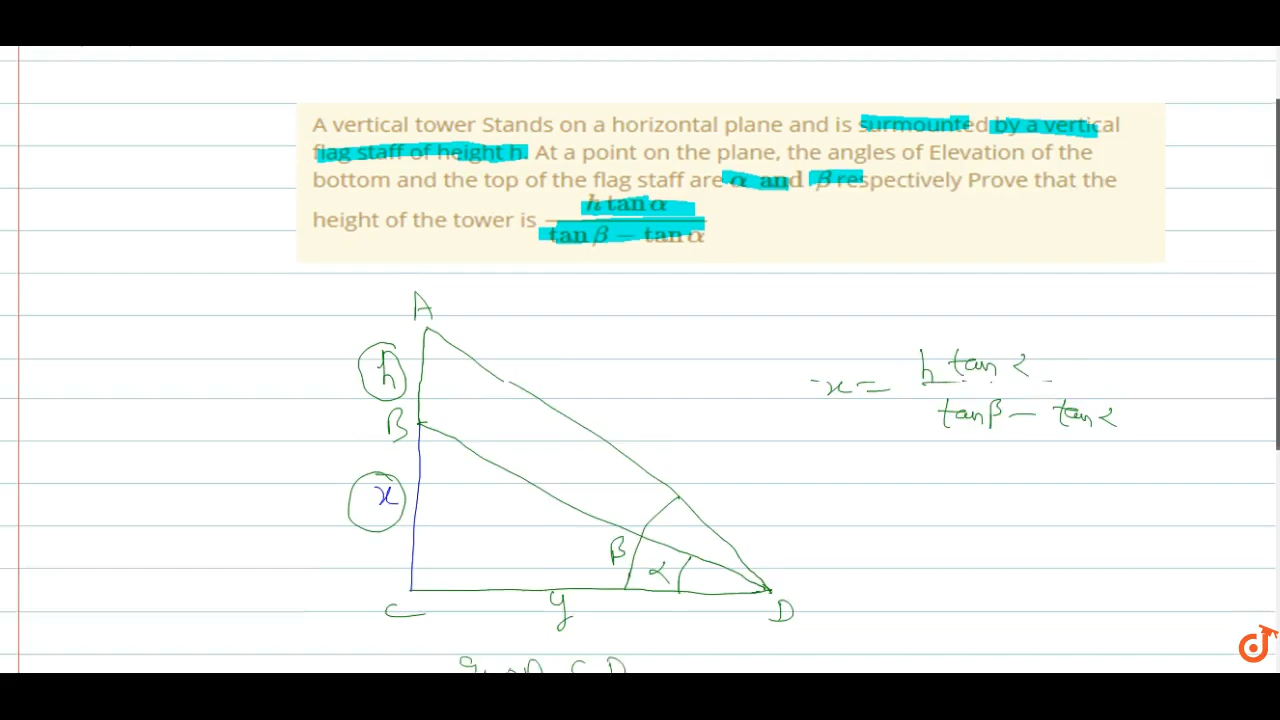 A vertical tower Stands on a horizontal plane and is surmounted by a vertical
flag staff of height h. At a point on the plane, the angles of Elevation of the
bottom and the top of the flag staff are α and β respectively Prove that the
height of the tower is h tan α / tan β − tan α
A
h
x = h tan α / tan β − tan α
B
x
β
α
C
y
D